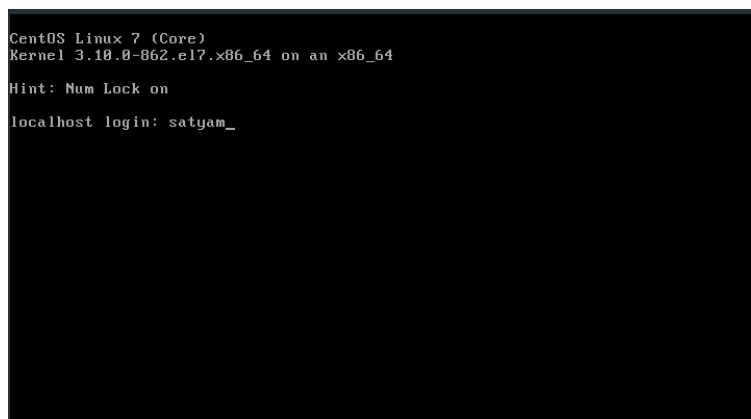 CentOS Linux 7 (Core)
Kernel 3.10.0-862.el7.x86_64 on an x86_64
Hint: Num Lock on
localhost login: satyam_